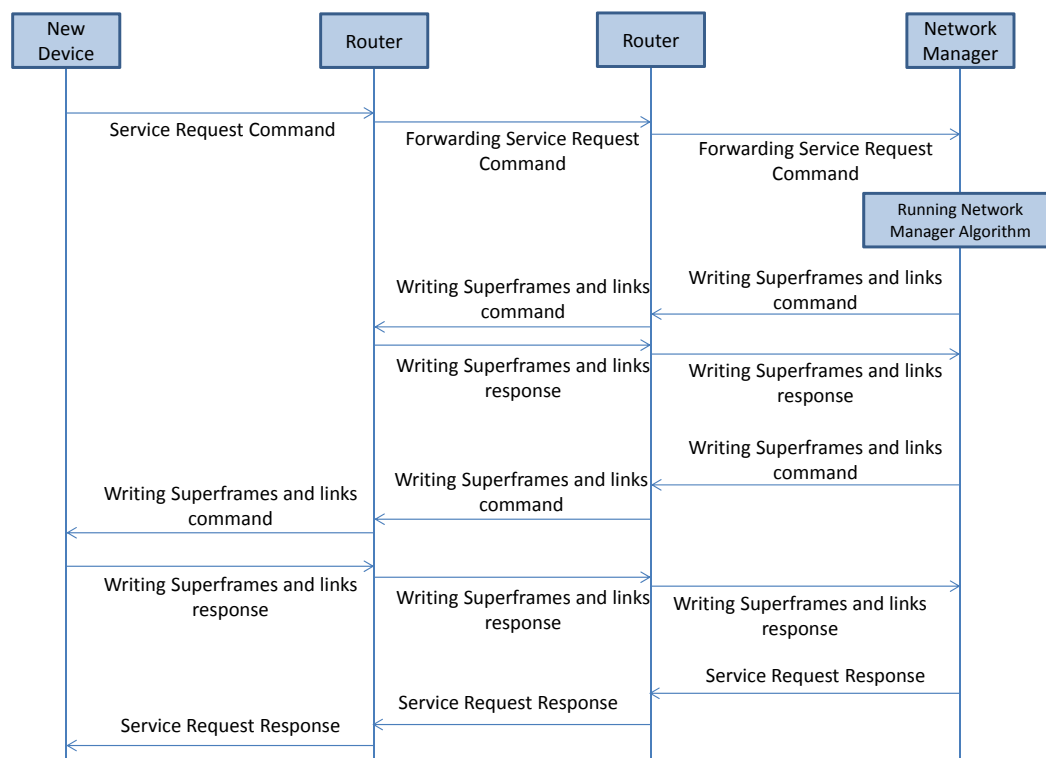 New
Device
Router
Router
Network
Manager
Service Request Command
Forwarding Service Request
Command
Forwarding Service Request
Command
Running Network
Manager Algorithm
Writing Superframes and links
command
Writing Superframes and links
command
Writing Superframes and links
response
Writing Superframes and links
response
Writing Superframes and links
command
Writing Superframes and links
command
Writing Superframes and links
command
Writing Superframes and links
response
Writing Superframes and links
response
Writing Superframes and links
response
Service Request Response
Service Request Response
Service Request Response